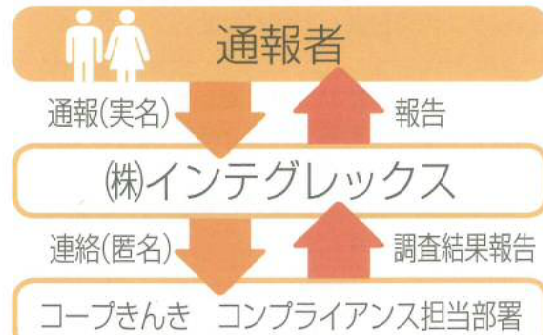 通報者
通報(実名) 報告
㈱インテグレックス
連絡(匿名) 調査結果報告
コープきんき コンプライアンス担当部署